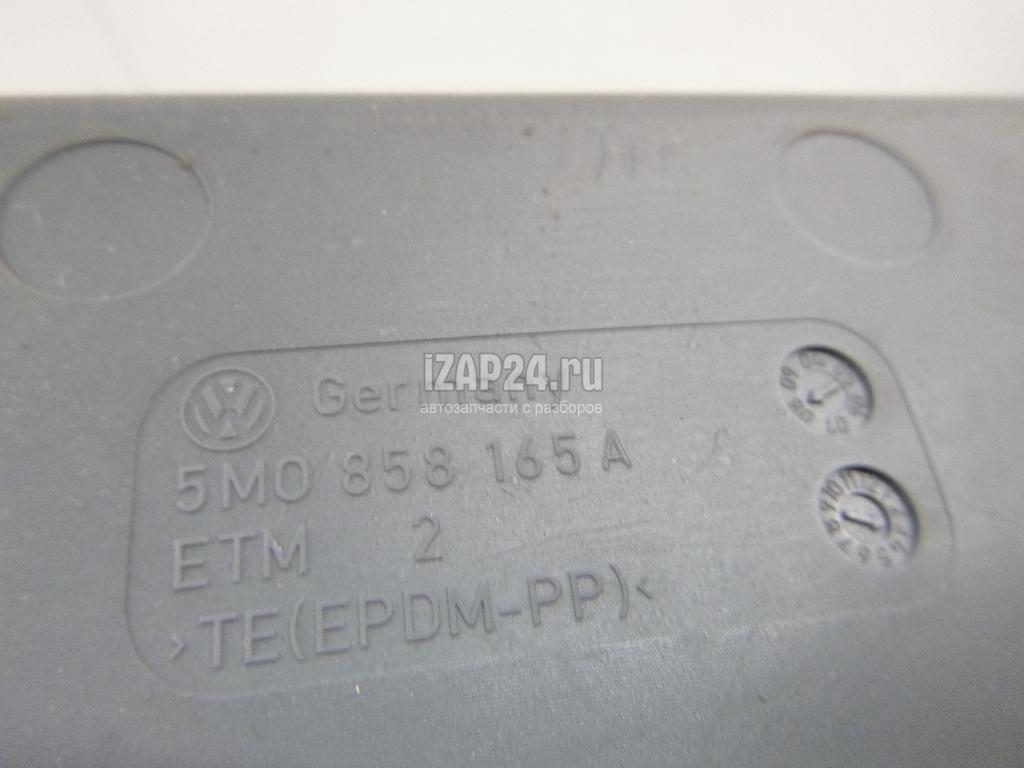 Germany
iZAP24.ru
автозапчасти с разборов
5M0 858 165 A
ETM 2
>TE(EPDM-PP)<